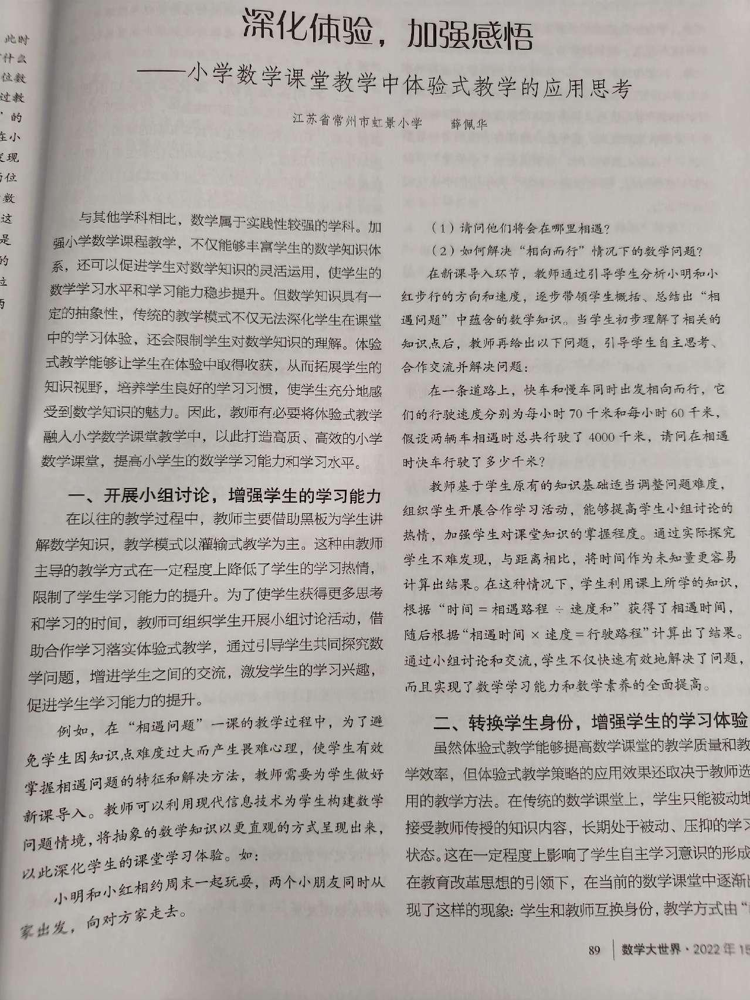 深化体验，加强感悟
——小学数学课堂教学中体验式教学的应用思考
江苏省常州市虹景小学 薛佩华
此时
什么
位数
过教
”的
在小
发现
位
数
这
是
的
位
与其他学科相比，数学属于实践性较强的学科。加
强小学数学课程教学，不仅能够丰富学生的数学知识体
系，还可以促进学生对数学知识的灵活运用，使学生的
数学学习水平和学习能力稳步提升。但数学知识具有一
定的抽象性，传统的教学模式不仅无法深化学生在课堂
中的学习体验，还会限制学生对数学知识的理解。体验
式教学能够让学生在体验中取得收获，从而拓展学生的
知识视野，培养学生良好的学习习惯，使学生充分地感
受到数学知识的魅力。因此，教师有必要将体验式教学
融入小学数学课堂教学中，以此打造高质、高效的小学
数学课堂，提高小学生的数学学习能力和学习水平。
一、开展小组讨论，增强学生的学习能力
在以往的教学过程中，教师主要借助黑板为学生讲
解数学知识，教学模式以灌输式教学为主。这种由教师
主导的教学方式在一定程度上降低了学生的学习热情，
限制了学生学习能力的提升。为了使学生获得更多思考
和学习的时间，教师可组织学生开展小组讨论活动，借
助合作学习落实体验式教学，通过引导学生共同探究数
学问题，增进学生之间的交流，激发学生的学习兴趣，
促进学生学习能力的提升。
例如，在“相遇问题”一课的教学过程中，为了避
免学生因知识点难度过大而产生畏难心理，使学生有效
掌握相遇问题的特征和解决方法，教师需要为学生做好
新课导入。教师可以利用现代信息技术为学生构建数学
问题情境，将抽象的数学知识以更直观的方式呈现出来，
以此深化学生的课堂学习体验。如：
小明和小红相约周末一起玩耍，两个小朋友同时从
家出发，向对方家走去。
（1）请问他们将会在哪里相遇？
（2）如何解决“相向而行”情况下的数学问题？
在新课导入环节，教师通过引导学生分析小明和小
红步行的方向和速度，逐步带领学生概括、总结出“相
遇问题”中蕴含的数学知识。当学生初步理解了相关的
知识点后，教师再给出以下问题，引导学生自主思考、
合作交流并解决问题：
在一条道路上，快车和慢车同时出发相向而行，它
们的行驶速度分别为每小时 70 千米和每小时 60 千米，
假设两辆车相遇时总共行驶了 4000 千米，请问在相遇
时快车行驶了多少千米？
教师基于学生原有的知识基础适当调整问题难度，
组织学生开展合作学习活动，能够提高学生小组讨论的
热情，加强学生对课堂知识的掌握程度。通过实际探究
学生不难发现，与距离相比，将时间作为未知量更容易
计算出结果。在这种情况下，学生利用课上所学的知识，
根据“时间 = 相遇路程 ÷ 速度和”获得了相遇时间，
随后根据“相遇时间 × 速度＝行驶路程”计算出了结果。
通过小组讨论和交流，学生不仅快速有效地解决了问题，
而且实现了数学学习能力和数学素养的全面提高。
二、转换学生身份，增强学生的学习体验
虽然体验式教学能够提高数学课堂的教学质量和教
学效率，但体验式教学策略的应用效果还取决于教师选
用的教学方法。在传统的数学课堂上，学生只能被动地
接受教师传授的知识内容，长期处于被动、压抑的学习
状态。这在一定程度上影响了学生自主学习意识的形成
在教育改革思想的引领下，在当前的数学课堂中逐渐出
现了这样的现象：学生和教师互换身份，教学方式由“
89 数学大世界·2022 年 15